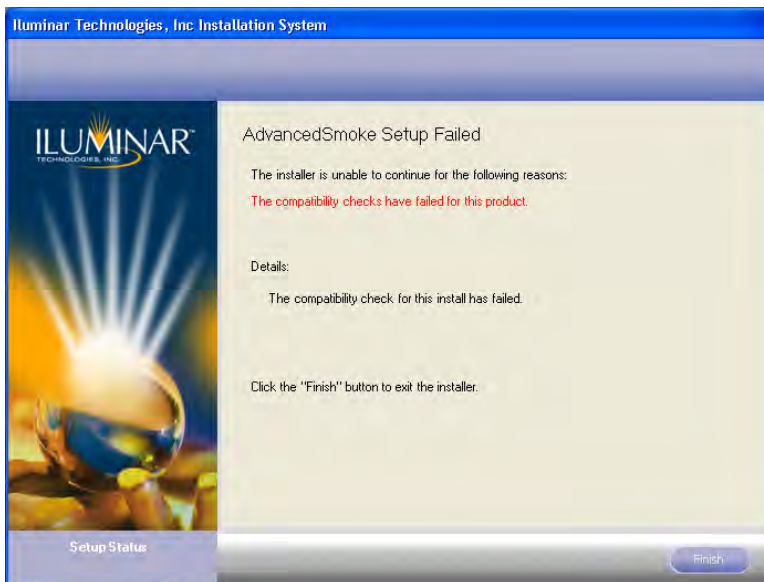 Iluminar Technologies, Inc Installation System
ILUMINAR™
TECHNOLOGIES, INC.
AdvancedSmoke Setup Failed
The installer is unable to continue for the following reasons:
The compatibility checks have failed for this product.
Details:
The compatibility check for this install has failed.
Click the "Finish" button to exit the installer.
Setup Status
Finish